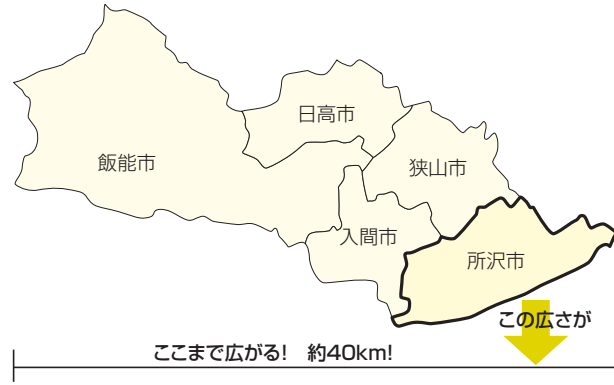 日高市
飯能市
狭山市
入間市
所沢市
この広さが
ここまで広がる! 約40km!